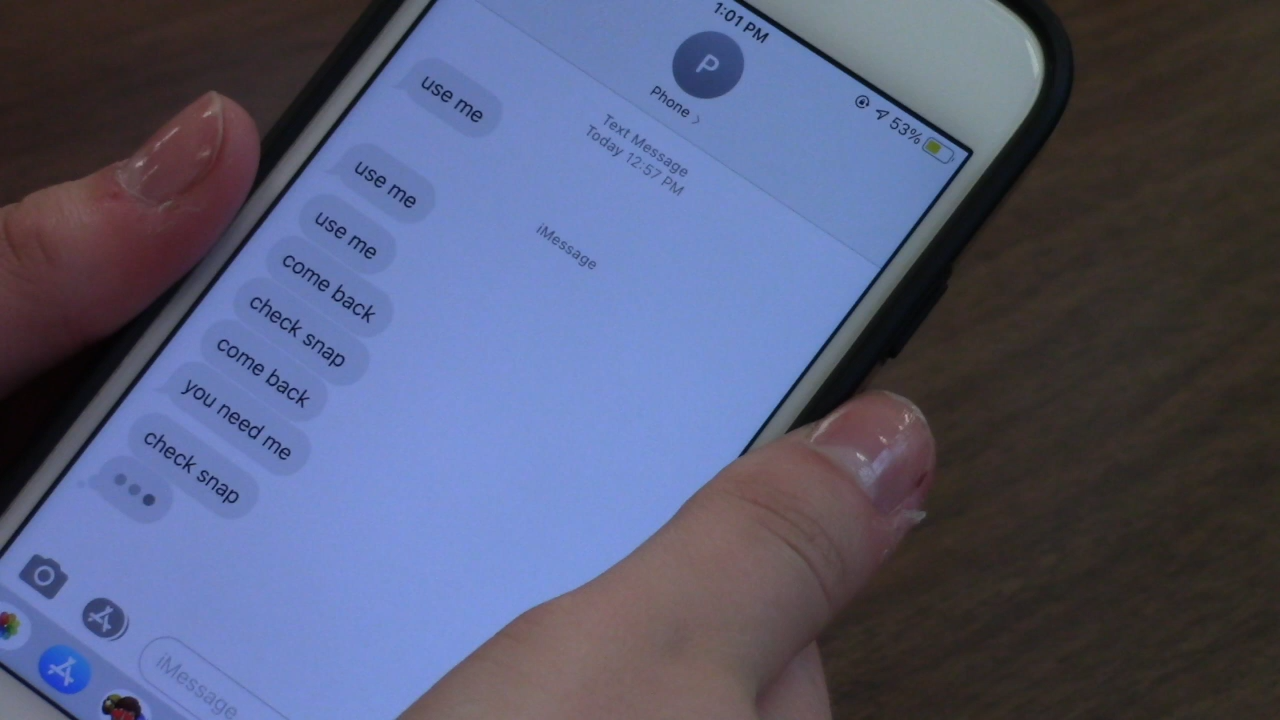 1:01 PM
53%
P
Phone >
Text Message
Today 12:57 PM
use me
iMessage
use me
use me
come back
check snap
come back
you need me
check snap
iMessage